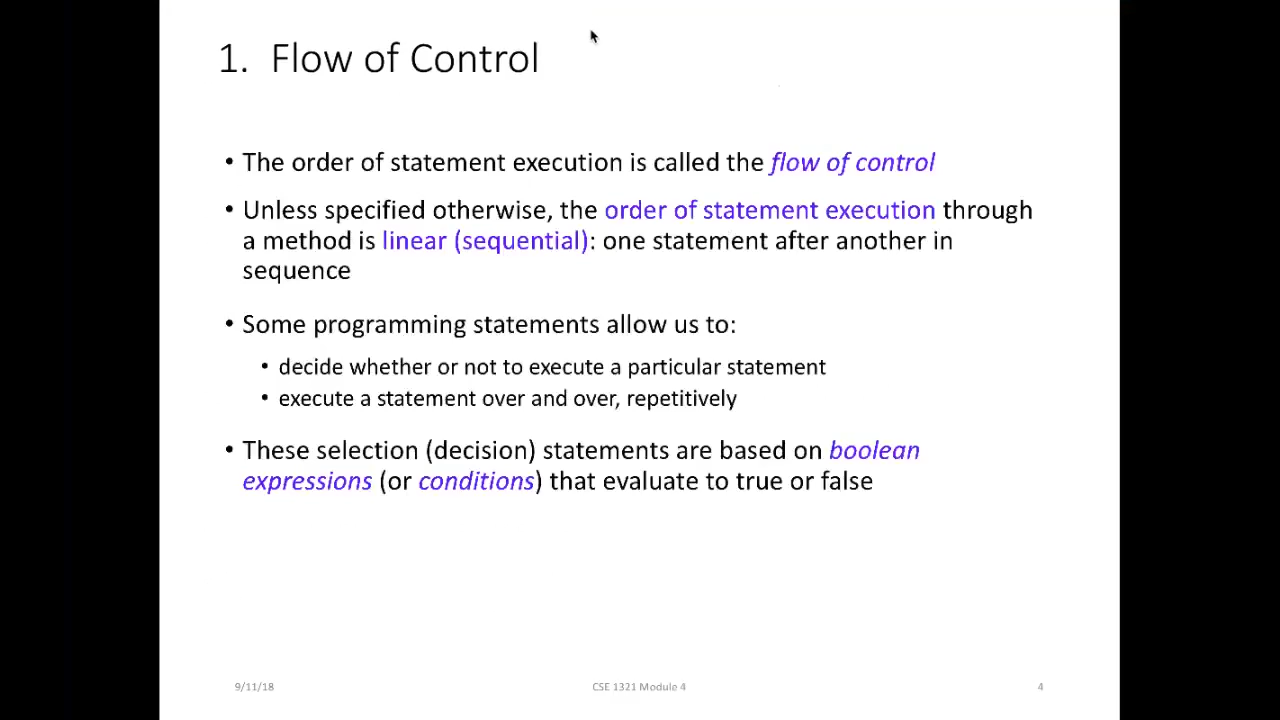 1. Flow of Control
• The order of statement execution is called the flow of control
• Unless specified otherwise, the order of statement execution through
a method is linear (sequential): one statement after another in
sequence
• Some programming statements allow us to:
• decide whether or not to execute a particular statement
• execute a statement over and over, repetitively
• These selection (decision) statements are based on boolean
expressions (or conditions) that evaluate to true or false
9/11/18 CSE 1321 Module 4 4